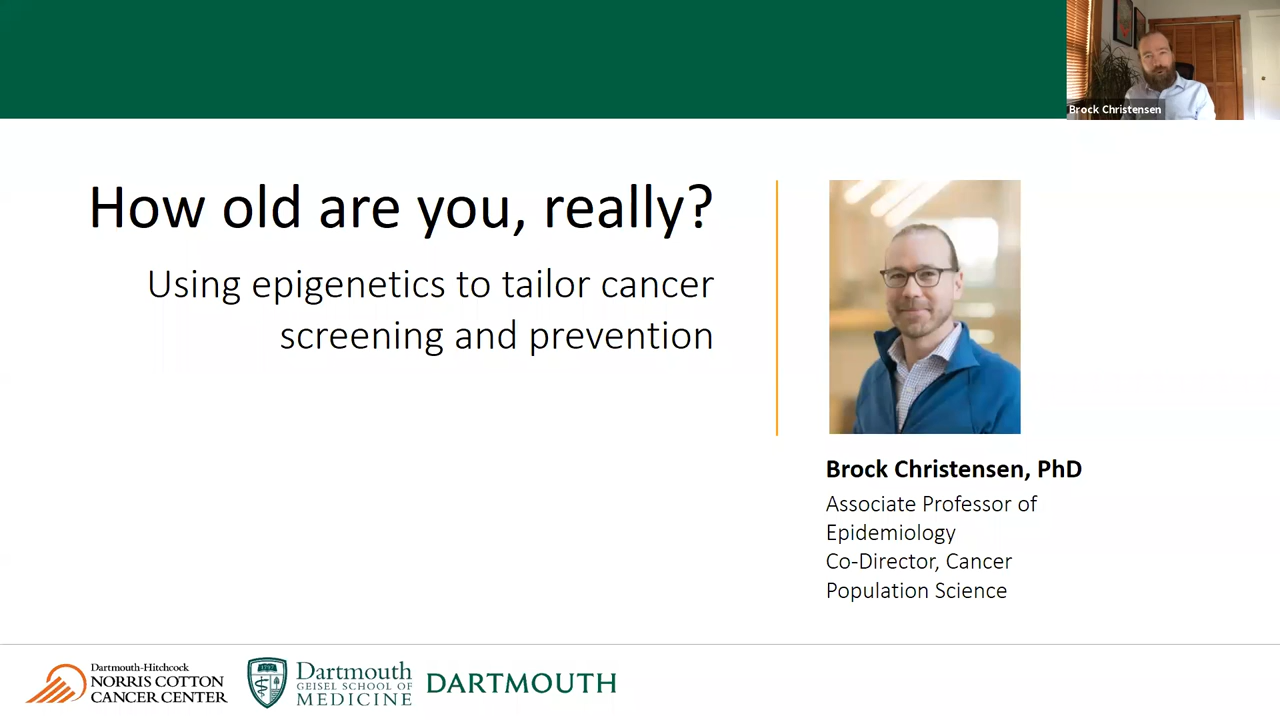 Brock Christensen
How old are you, really?
Using epigenetics to tailor cancer
screening and prevention
Brock Christensen, PhD
Associate Professor of
Epidemiology
Co-Director, Cancer
Population Science
Dartmouth-Hitchcock
NORRIS COTTON
CANCER CENTER
1797
Dartmouth
GEISEL SCHOOL OF
MEDICINE
DARTMOUTH